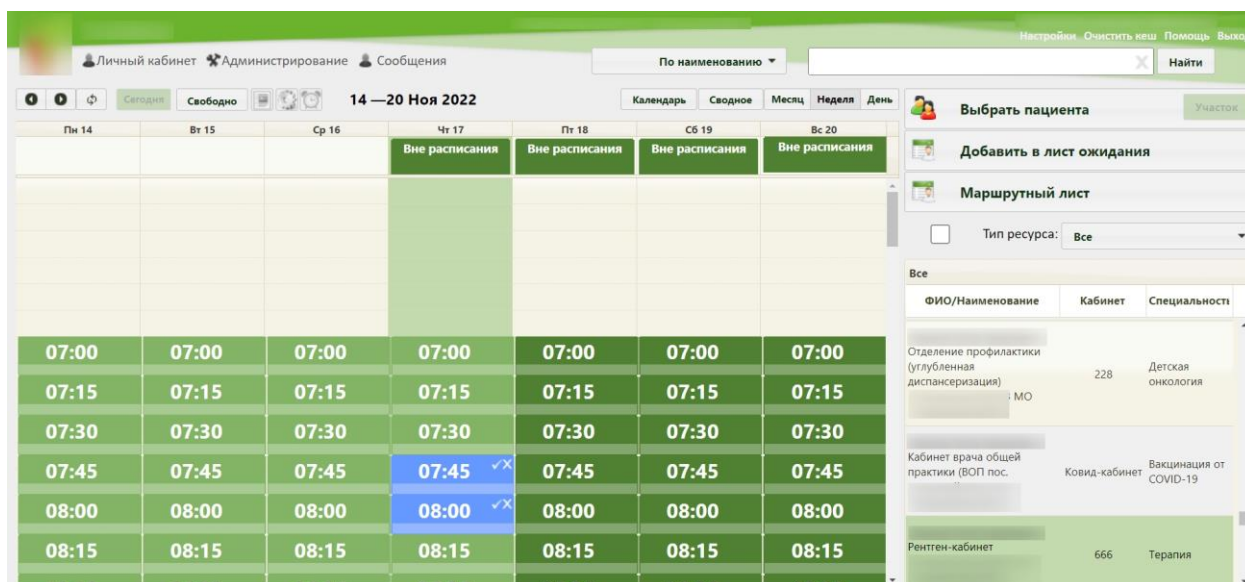 Настройки Очистить кеш Помощь Выхо
Личный кабинет Администрирование Сообщения
По наименованию
X Найти
Сегодня Свободно 14 —20 Ноя 2022 Календарь Сводное Месяц Неделя День
Выбрать пациента Участок
Пн 14 Вт 15 Ср 16 Чт 17 Пт 18 Сб 19 Вс 20
Вне расписания Вне расписания Вне расписания Вне расписания
Добавить в лист ожидания
Маршрутный лист
Тип ресурса: Все
Все
ФИО/Наименование Кабинет Специальность
07:00 07:00 07:00 07:00 07:00 07:00 07:00
07:15 07:15 07:15 07:15 07:15 07:15 07:15
07:30 07:30 07:30 07:30 07:30 07:30 07:30
07:45 07:45 07:45 07:45 ✓X 07:45 07:45 07:45
08:00 08:00 08:00 08:00 ✓X 08:00 08:00 08:00
08:15 08:15 08:15 08:15 08:15 08:15 08:15
Отделение профилактики
(углубленная
диспансеризация)
МО
228
Детская
онкология
Кабинет врача общей
практики (ВОП пос.
Ковид-кабинет
Вакцинация от
COVID-19
Рентген-кабинет
666
Терапия